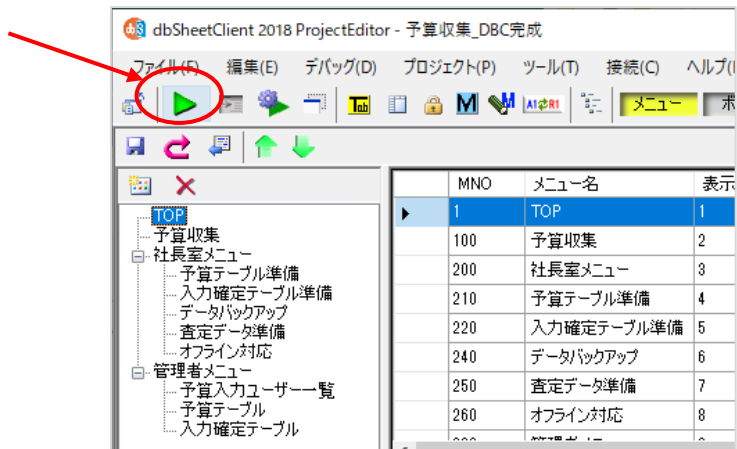 dbSheetClient 2018 ProjectEditor - 予算収集_DBC完成
ファイル(F) 編集(E) デバッグ(D) プロジェクト(P) ツール(T) 接続(C) ヘルプ(
Tab M M A1 R1 メニュー ボ
MNO メニュー名 表示
1 TOP 1
100 予算収集 2
200 社長室メニュー 3
210 予算テーブル準備 4
220 入力確定テーブル準備 5
240 データバックアップ 6
250 査定データ準備 7
260 オフライン対応 8
TOP
予算収集
社長室メニュー
予算テーブル準備
入力確定テーブル準備
データバックアップ
査定データ準備
オフライン対応
管理者メニュー
予算入力ユーザー一覧
予算テーブル
入力確定テーブル